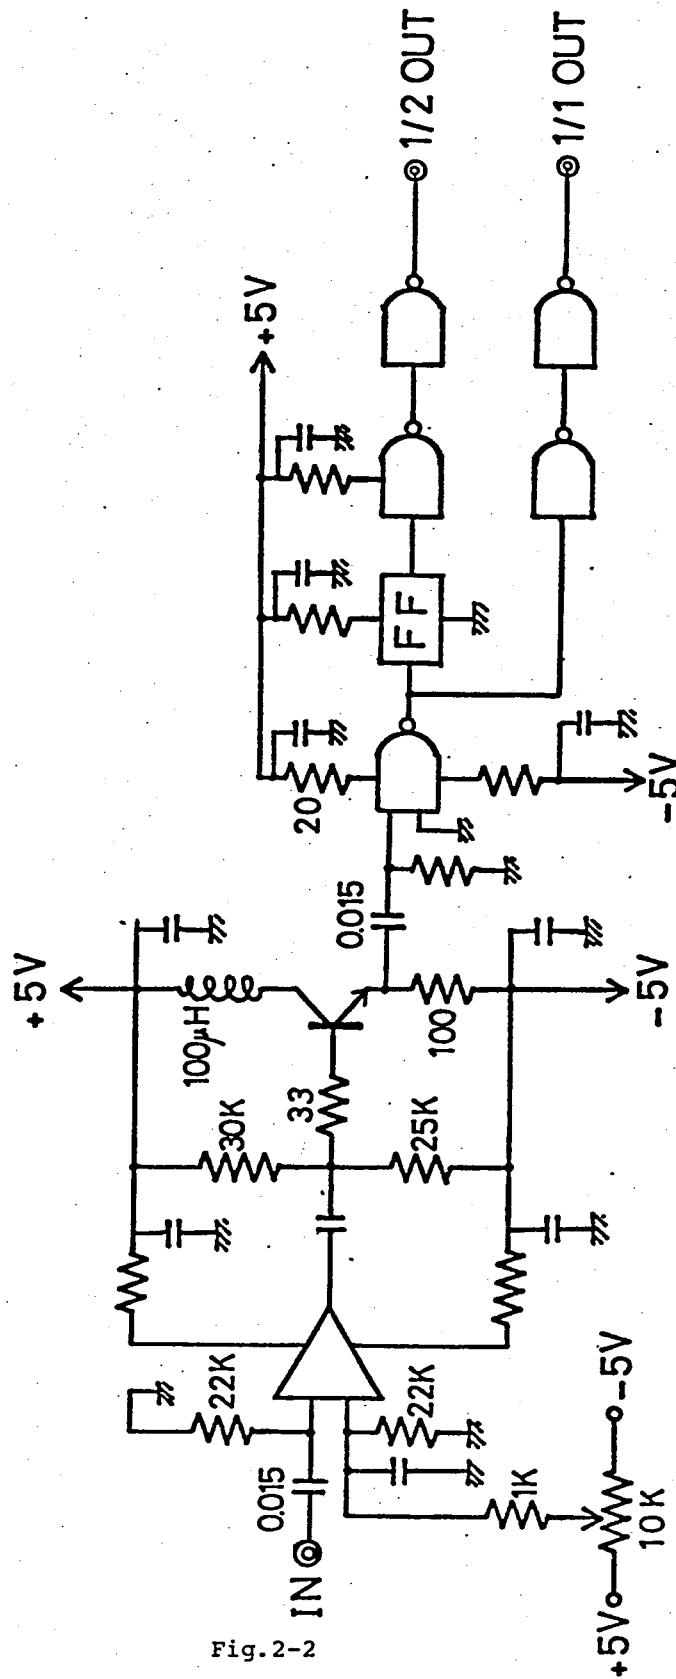 +5V
-5V
+5V
-5V
IN
0.015
22K
22K
1K
+5V
-5V
10K
30K
25K
33
100μH
100
0.015
20
FF
1/2 OUT
1/1 OUT
Fig.2-2